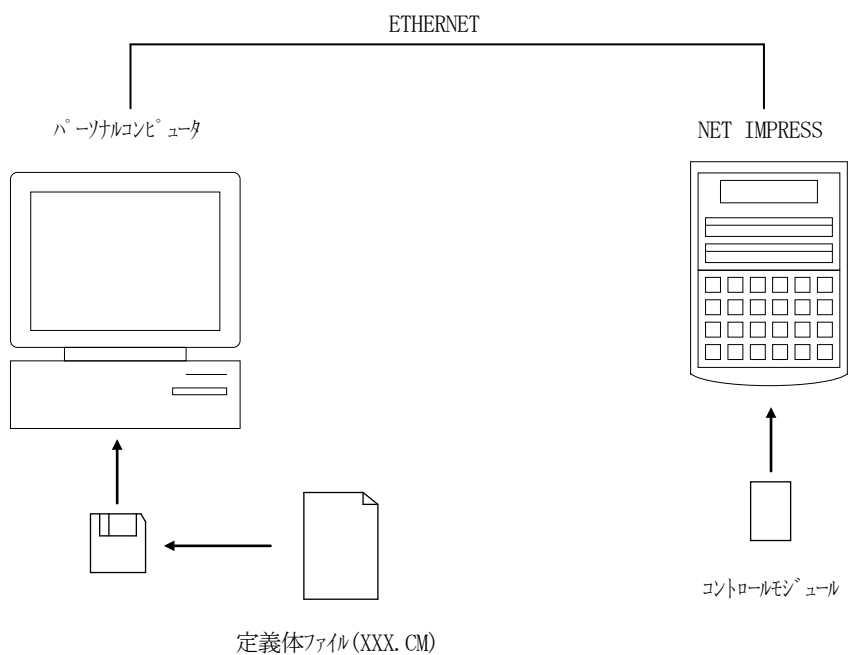 ETHERNET
ﾊﾟｰｿﾅﾙｺﾝﾋﾟｭｰﾀ
NET IMPRESS
ｺﾝﾄﾛｰﾙﾓｼﾞｭｰﾙ
定義体ﾌｧｲﾙ(XXX.CM)